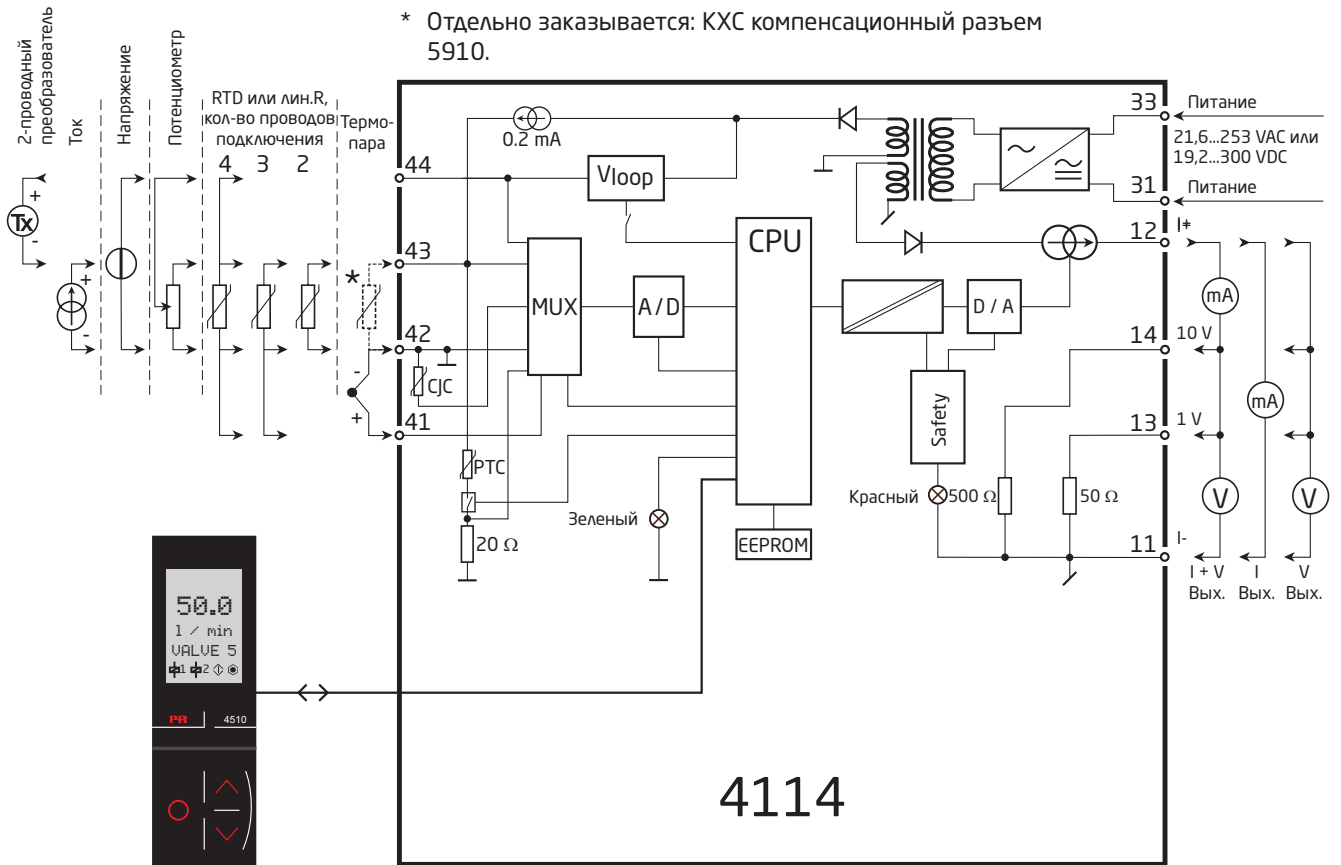 * Отдельно заказывается: КХС компенсационный разъем
5910.
2-проводный
преобразователь
Ток
Напряжение
Потенциометр
RTD или лин.R,
кол-во проводов
подключения
4 3 2
Термо-
пара
44
0.2 mA
Vloop
33
Питание
21,6...253 VAC или
19,2...300 VDC
31
Питание
+
Tx
-
43
CPU
12
I+
+
-
*
MUX
A/D
D / A
mA
42
14
10 V
CJC
-
+
41
Safety
mA
13
1 V
PTC
Зеленый
Красный
500 Ω
50 Ω
V
V
20 Ω
EEPROM
11
I-
I + V
Вых.
I
Вых.
V
Вых.
50.0
l / min
VALVE 5
1 2
PR
4510
4114